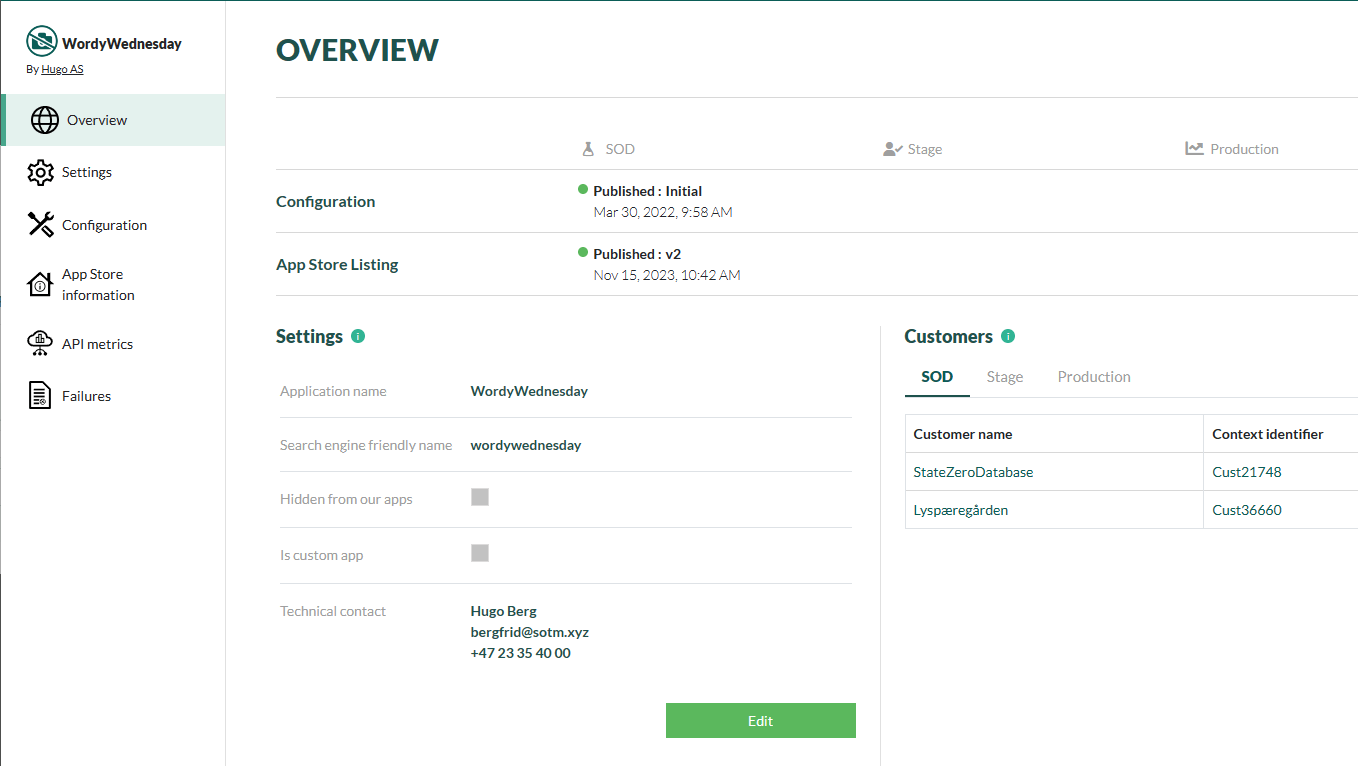 WordyWednesday
By Hugo AS
Overview
Settings
Configuration
App Store
information
API metrics
Failures
OVERVIEW
SOD Stage Production
Configuration
Published : Initial
Mar 30, 2022, 9:58 AM
App Store Listing
Published : v2
Nov 15, 2023, 10:42 AM
Settings
Application name WordyWednesday
Search engine friendly name wordywednesday
Hidden from our apps
Is custom app
Technical contact Hugo Berg
bergfrid@sotm.xyz
+47 23 35 40 00
Edit
Customers
SOD Stage Production
Customer name Context identifier
StateZeroDatabase Cust21748
Lyspæregården Cust36660